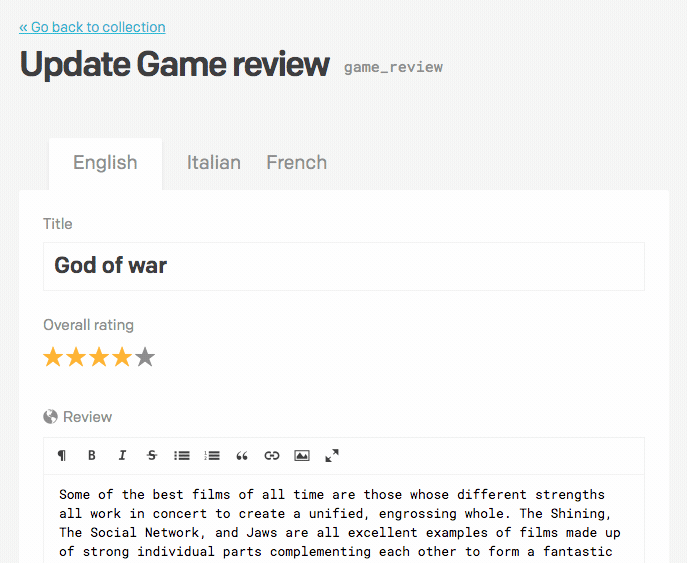 « Go back to collection
Update Game review game_review
English Italian French
Title
God of war
Overall rating
Review
¶ B I S
Some of the best films of all time are those whose different strengths
all work in concert to create a unified, engrossing whole. The Shining,
The Social Network, and Jaws are all excellent examples of films made up
of strong individual parts complementing each other to form a fantastic